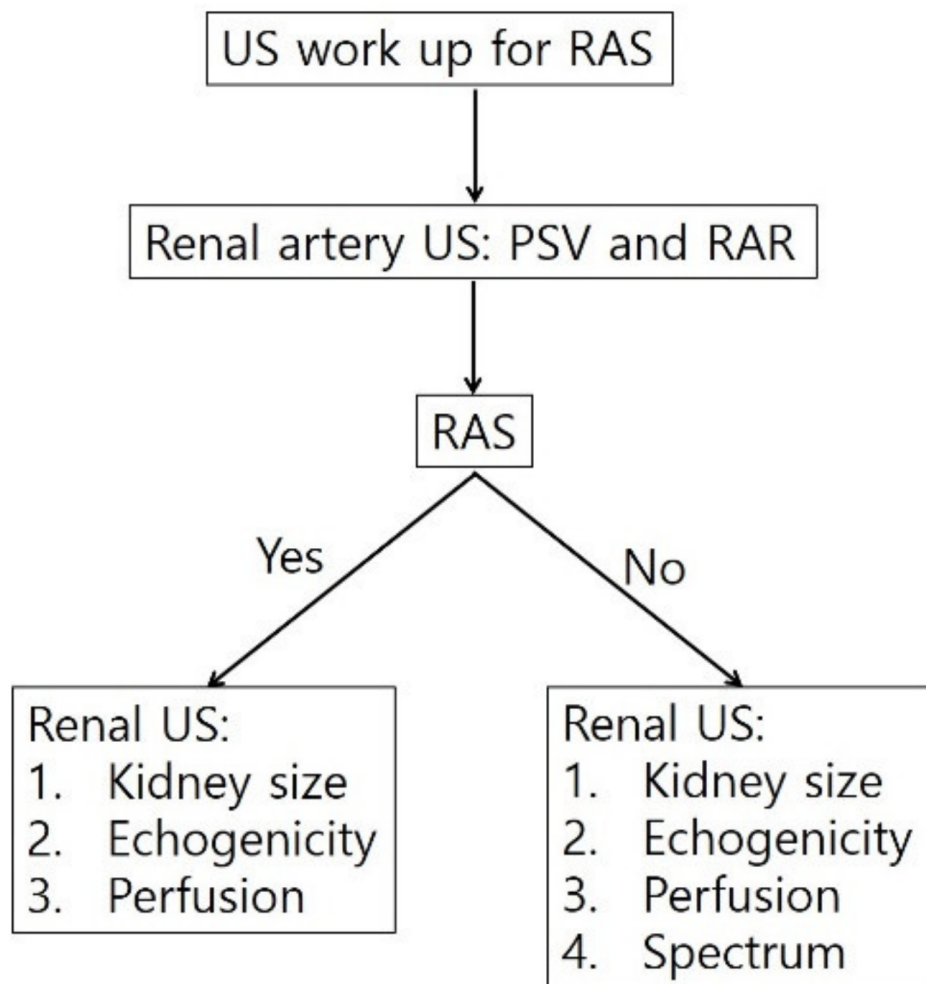 US work up for RAS
Renal artery US: PSV and RAR
RAS
Yes
No
Renal US:
1. Kidney size
2. Echogenicity
3. Perfusion
Renal US:
1. Kidney size
2. Echogenicity
3. Perfusion
4. Spectrum